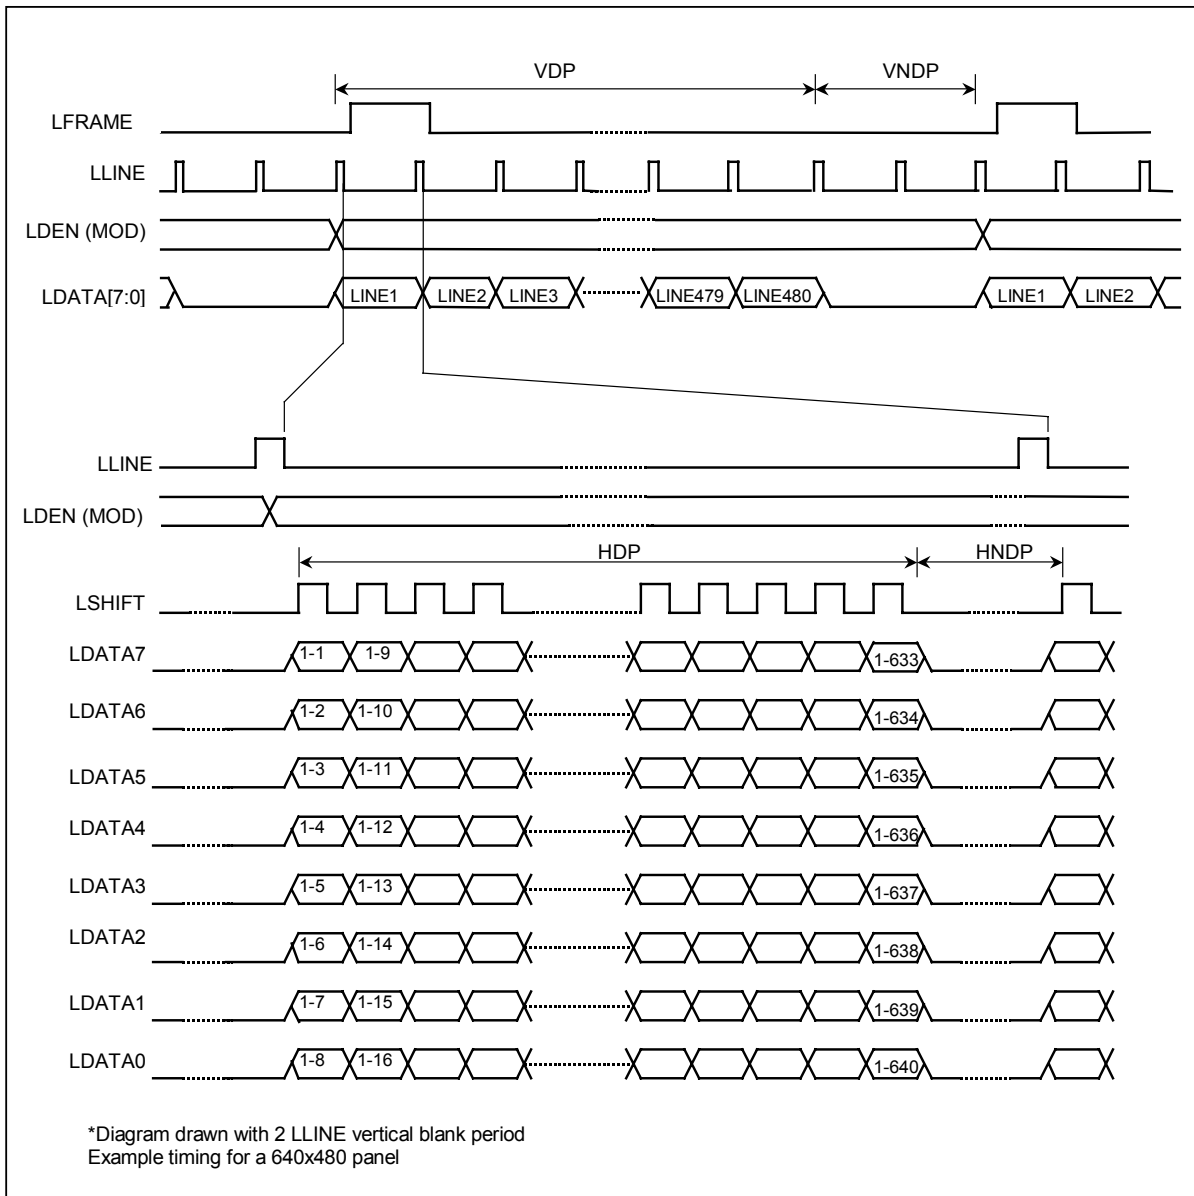 VDP VNDP
LFRAME
LLINE
LDEN (MOD)
LDATA[7:0] LINE1 LINE2 LINE3 LINE479 LINE480 LINE1 LINE2
LLINE
LDEN (MOD)
HDP HNDP
LSHIFT
LDATA7 1-1 1-9 1-633
LDATA6 1-2 1-10 1-634
LDATA5 1-3 1-11 1-635
LDATA4 1-4 1-12 1-636
LDATA3 1-5 1-13 1-637
LDATA2 1-6 1-14 1-638
LDATA1 1-7 1-15 1-639
LDATA0 1-8 1-16 1-640
*Diagram drawn with 2 LLINE vertical blank period
Example timing for a 640x480 panel